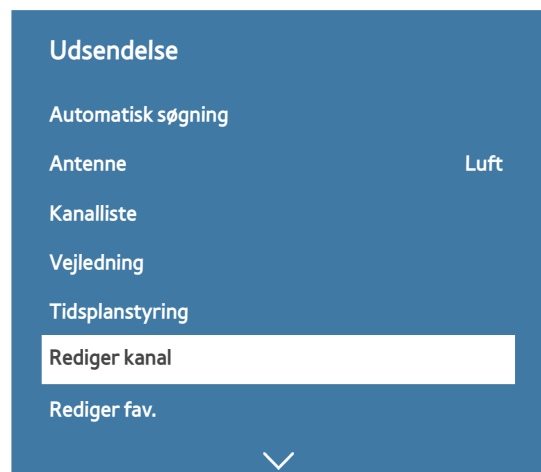 Udsendelse
Automatisk søgning
Antenne Luft
Kanalliste
Vejledning
Tidsplanstyring
Rediger kanal
Rediger fav.